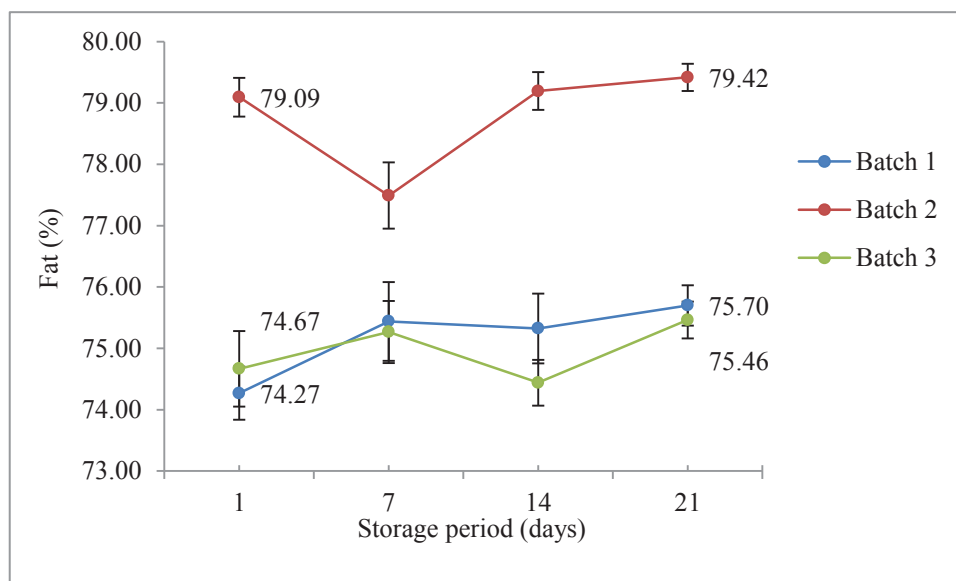 80.00
79.00
78.00
77.00
76.00
75.00
74.00
73.00
Fat (%)
79.09
79.42
74.67
74.27
75.70
75.46
1 7 14 21
Storage period (days)
Batch 1
Batch 2
Batch 3